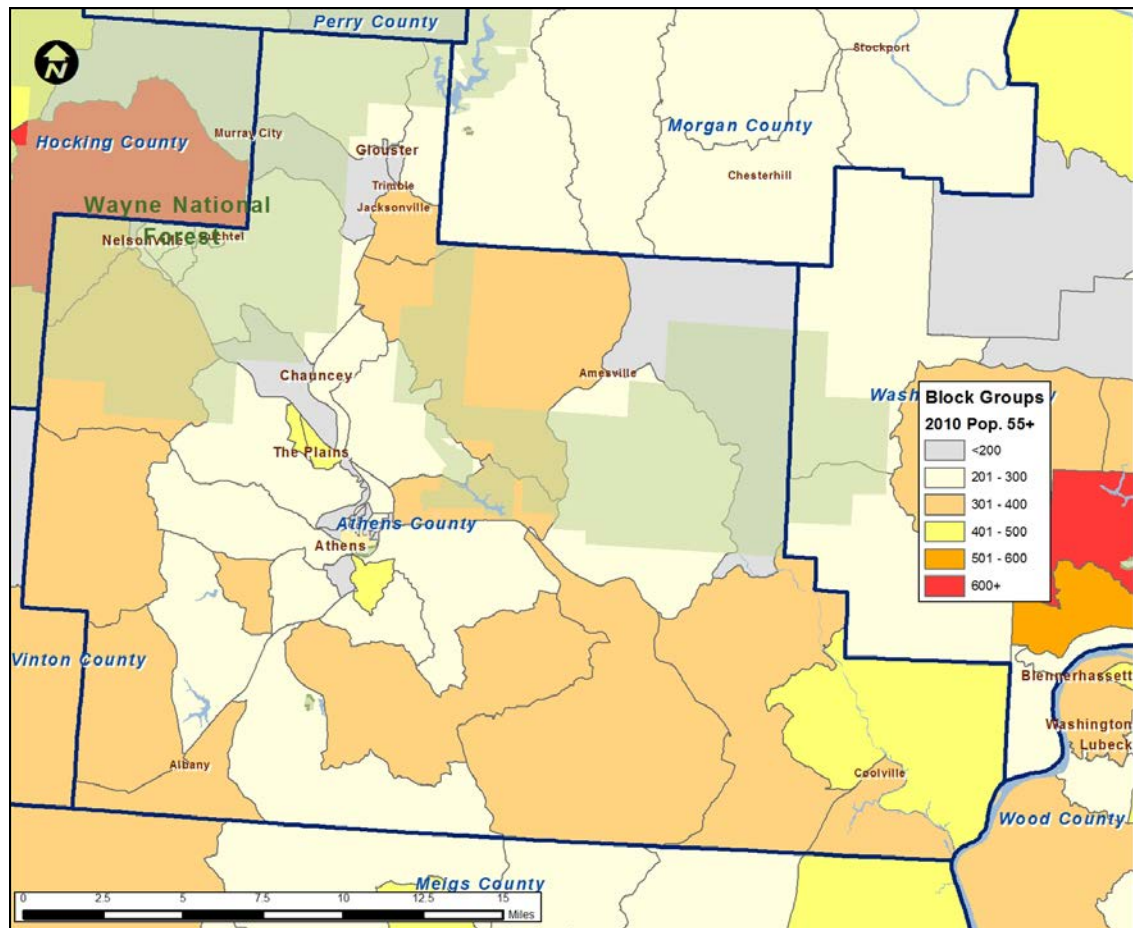 Perry County
Stockport
N
Murray City
Hocking County
Morgan County
Glouster
Chesterhill
Trimble
Wayne National
Jacksonville
Forest
Nelsonville
Chauncey
Amesville
Block Groups
2010 Pop. 55+
<200
201 - 300
301 - 400
401 - 500
501 - 600
600+
The Plains
Athens County
Athens
Vinton County
Blennerhassett
Washington
Lubeck
Albany
Coolville
Wood County
Meigs County
0 2.5 5 10 12.5 15
Miles